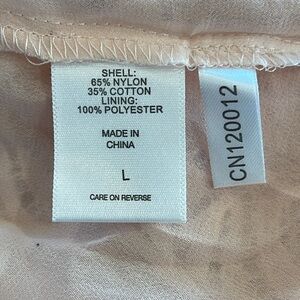 SHELL:
65% NYLON
35% COTTON
LINING:
100% POLYESTER
MADE IN
CHINA
L
CARE ON REVERSE
CN120012